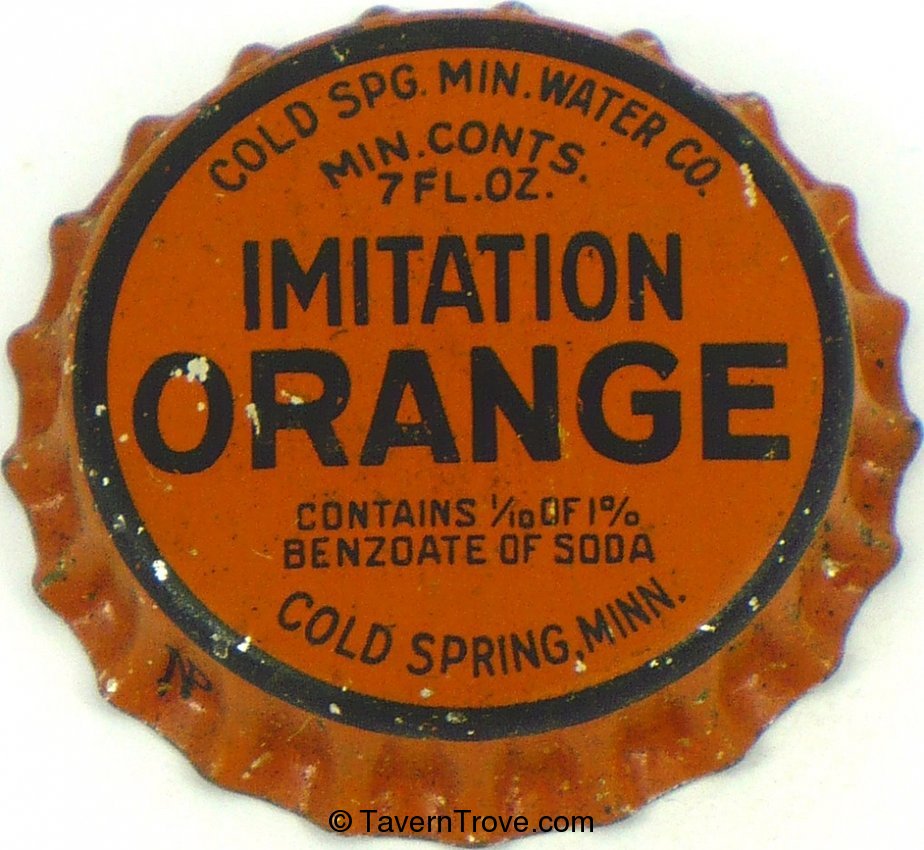 COLD SPG. MIN. WATER CO.
MIN. CONTS.
7 FL. OZ.
IMITATION
ORANGE
CONTAINS 1/10 OF 1%
BENZOATE OF SODA
COLD SPRING, MINN.
NP
© TavernTrove.com